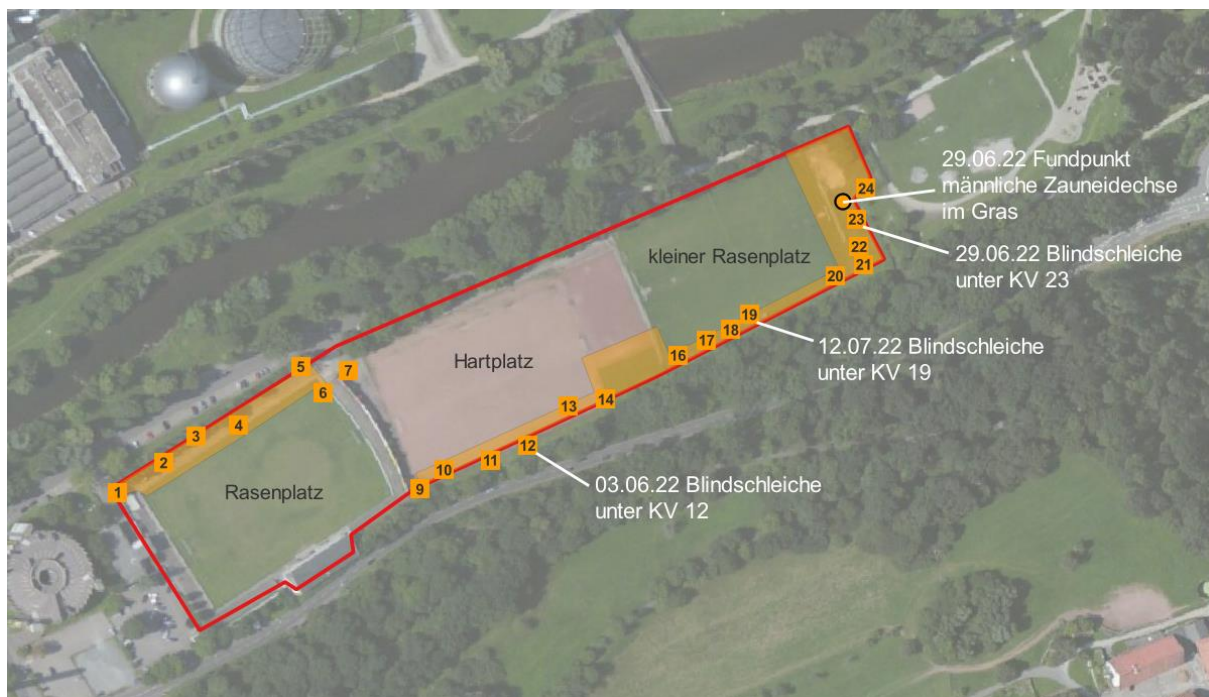 29.06.22 Fundpunkt
männliche Zauneidechse
im Gras
24
23
22
21
20
29.06.22 Blindschleiche
unter KV 23
kleiner Rasenplatz
19
18
17
16
12.07.22 Blindschleiche
unter KV 19
Hartplatz
5
7
6
4
3
2
1
14
13
12
11
10
9
Rasenplatz
03.06.22 Blindschleiche
unter KV 12